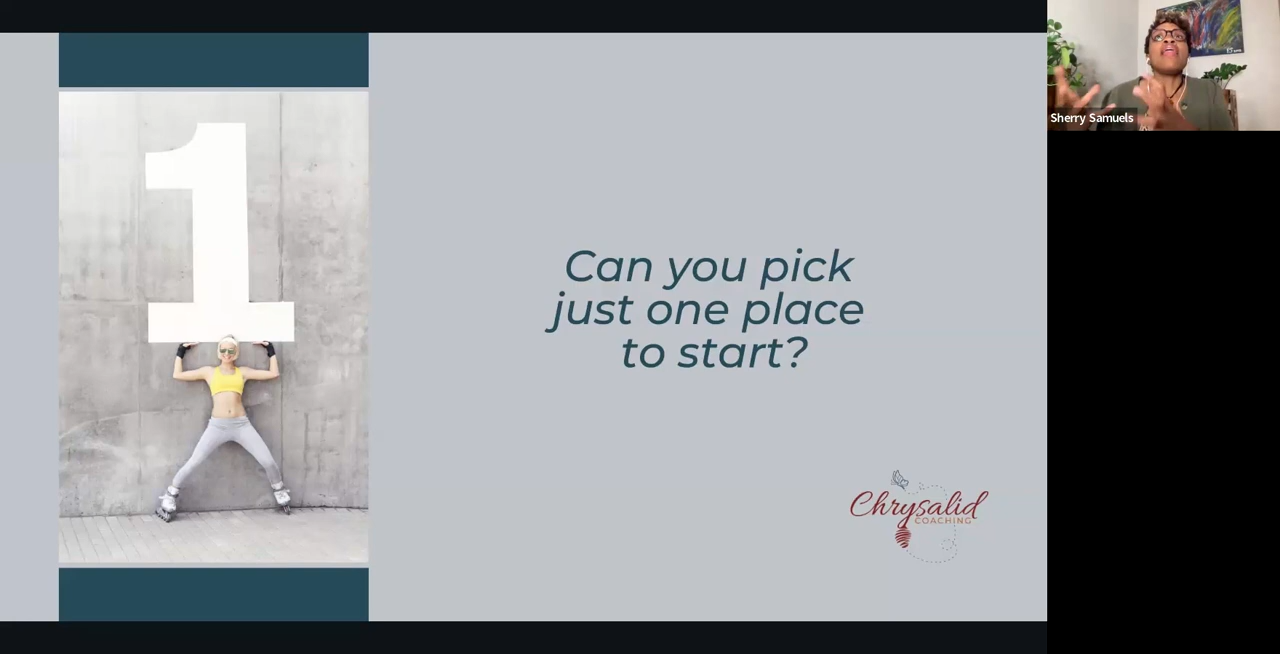 1
Can you pick
just one place
to start?
Chrysalid
COACHING
Sherry Samuels